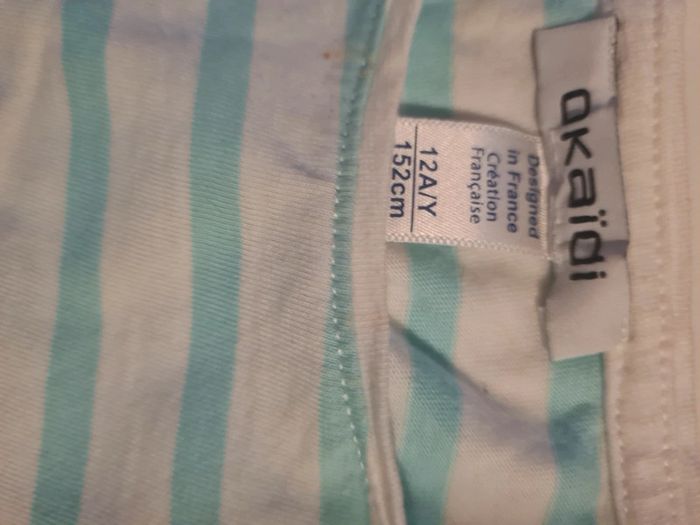 okaïdi
Designed
in France
Création
Française
12A/Y
152cm